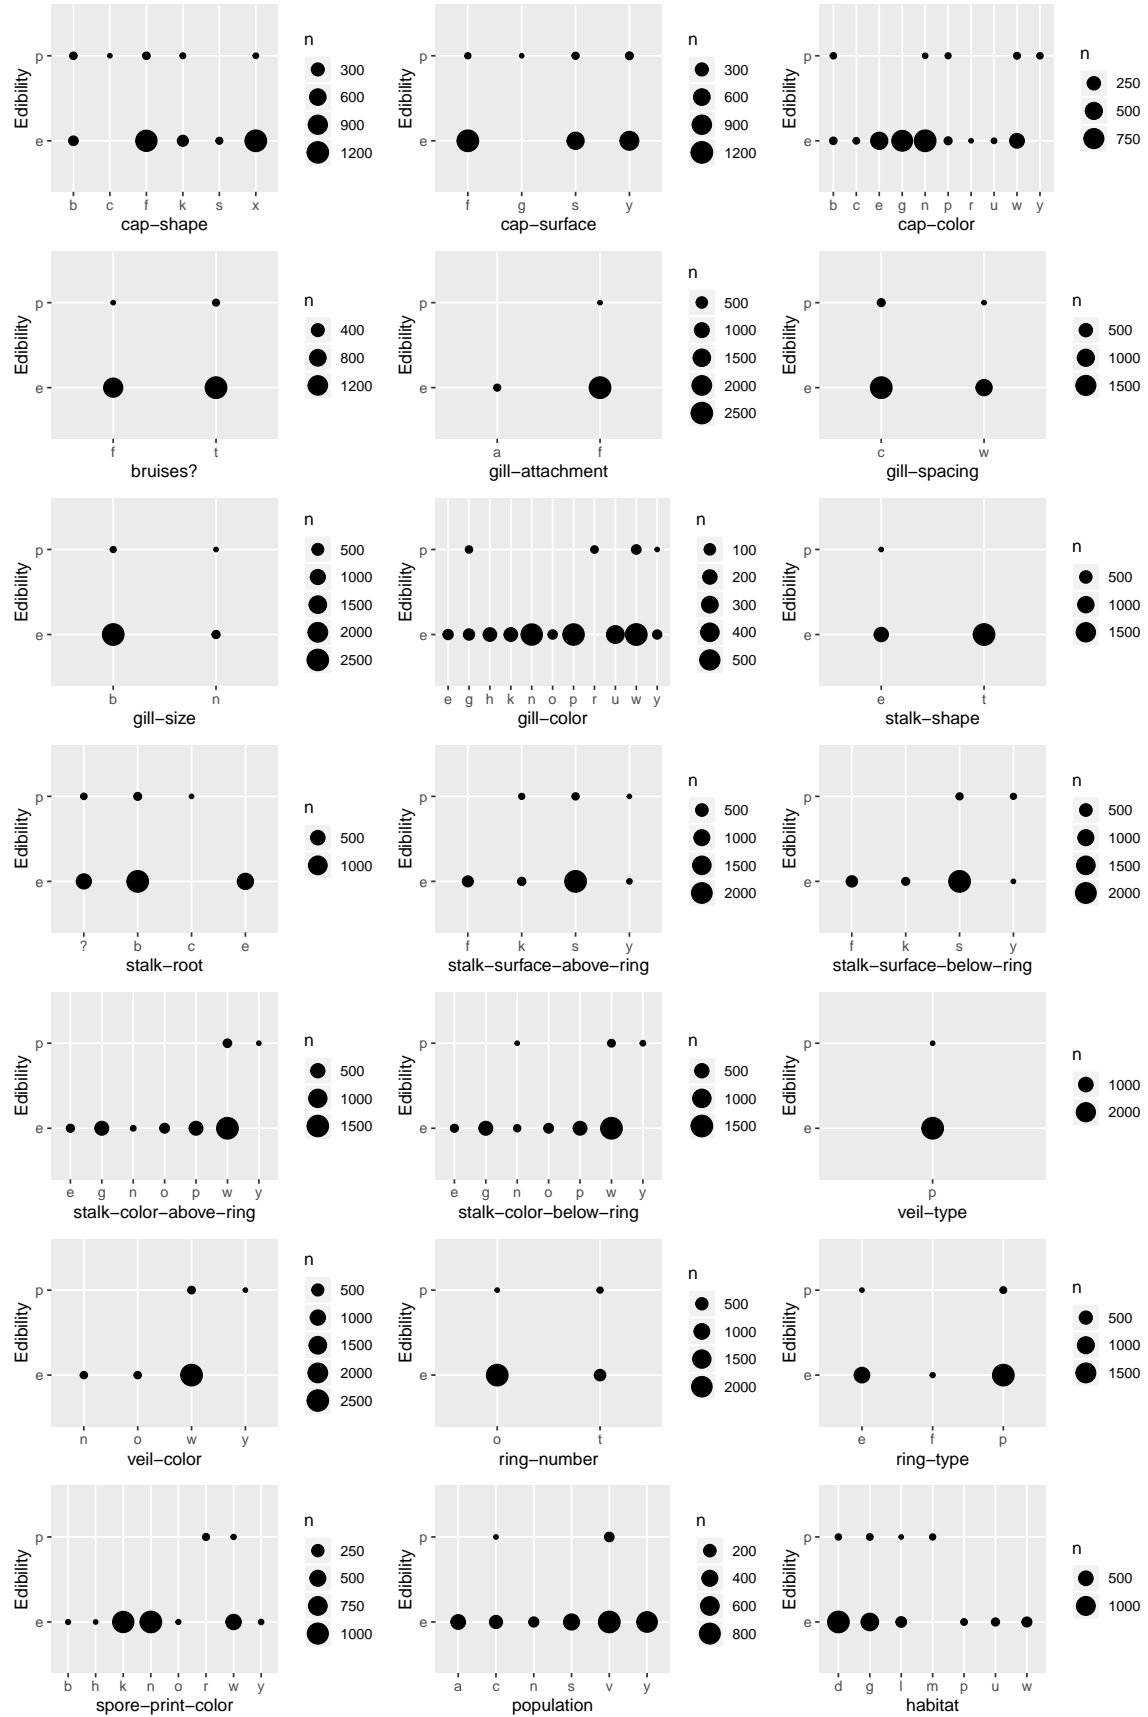 Edibility
p
e
b c f k s x
cap−shape
n
300
600
900
1200
Edibility
p
e
f g s y
cap−surface
n
300
600
900
1200
Edibility
p
e
b c e g n p r u w y
cap−color
n
250
500
750
Edibility
p
e
f t
bruises?
n
400
800
1200
Edibility
p
e
a f
gill−attachment
n
500
1000
1500
2000
2500
Edibility
p
e
c w
gill−spacing
n
500
1000
1500
Edibility
p
e
b n
gill−size
n
500
1000
1500
2000
2500
Edibility
p
e
e g h k n o p r u w y
gill−color
n
100
200
300
400
500
Edibility
p
e
e t
stalk−shape
n
500
1000
1500
Edibility
p
e
? b c e
stalk−root
n
500
1000
Edibility
p
e
f k s y
stalk−surface−above−ring
n
500
1000
1500
2000
Edibility
p
e
f k s y
stalk−surface−below−ring
n
500
1000
1500
2000
Edibility
p
e
e g n o p w y
stalk−color−above−ring
n
500
1000
1500
Edibility
p
e
e g n o p w y
stalk−color−below−ring
n
500
1000
1500
Edibility
p
e
p
veil−type
n
1000
2000
Edibility
p
e
n o w y
veil−color
n
500
1000
1500
2000
2500
Edibility
p
e
o t
ring−number
n
500
1000
1500
2000
Edibility
p
e
e f p
ring−type
n
500
1000
1500
Edibility
p
e
b h k n o r w y
spore−print−color
n
250
500
750
1000
Edibility
p
e
a c n s v y
population
n
200
400
600
800
Edibility
p
e
d g l m p u w
habitat
n
500
1000